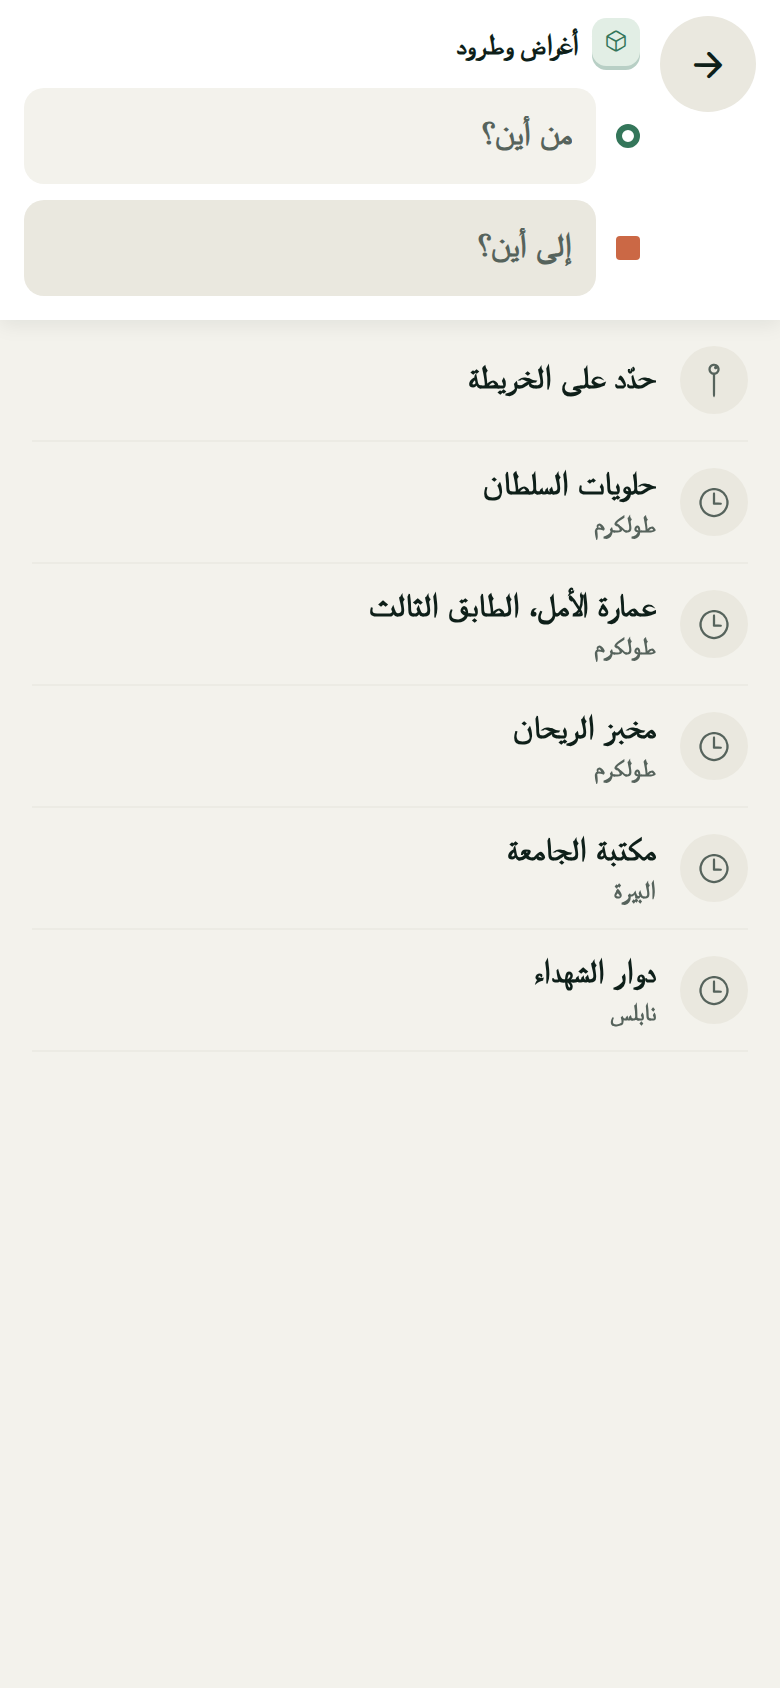 أغراض وطرود
من أين؟
إلى أين؟
حدّد على الخريطة
حلويات السلطان
طولكرم
عمارة الأمل، الطابق الثالث
طولكرم
مخبز الريحان
طولكرم
مكتبة الجامعة
البيرة
دوار الشهداء
نابلس